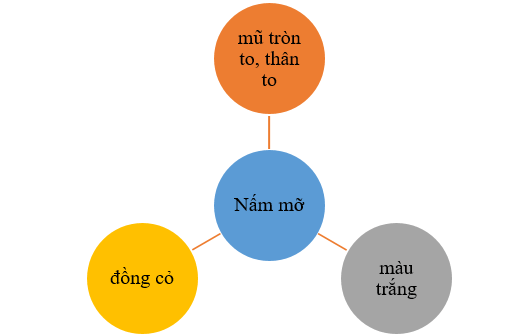 mũ tròn
to, thân
to
Nấm mỡ
đồng cỏ
màu
trắng